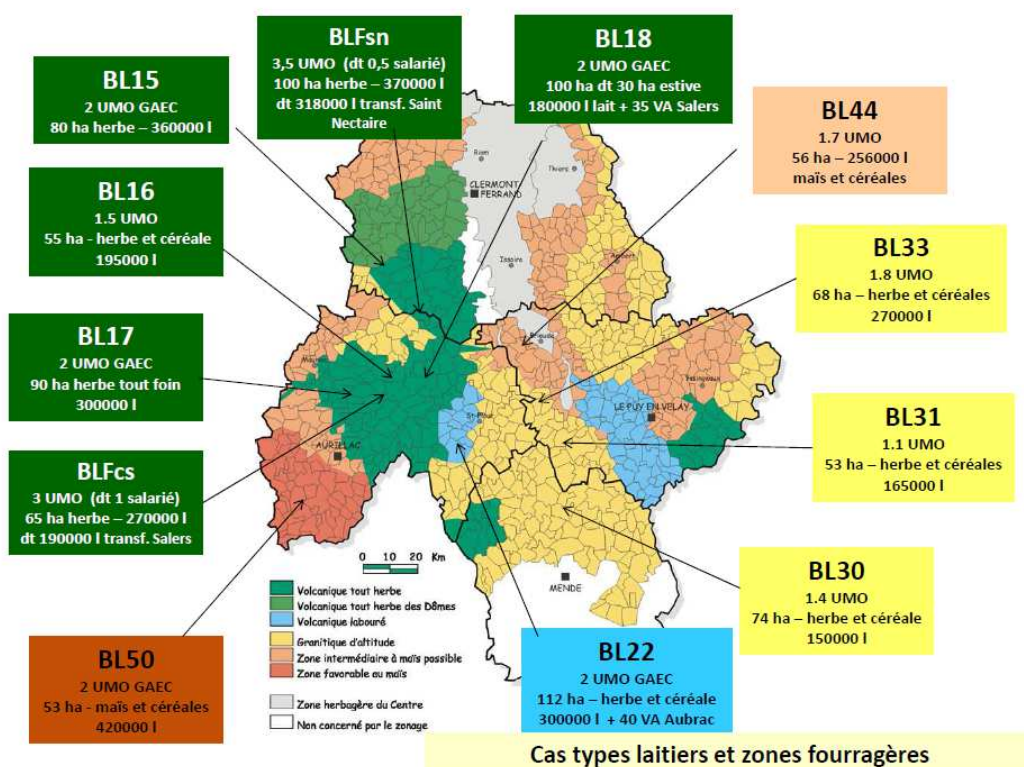 BLFsn
3,5 UMO (dt 0,5 salarié)
100 ha herbe – 370000 l
dt 318000 l transf. Saint
Nectaire
BL18
2 UMO GAEC
100 ha dt 30 ha estive
180000 l lait + 35 VA Salers
BL15
2 UMO GAEC
80 ha herbe – 360000 l
BL44
1.7 UMO
56 ha – 256000 l
maïs et céréales
BL16
1.5 UMO
55 ha - herbe et céréale
195000 l
BL33
1.8 UMO
68 ha – herbe et céréales
270000 l
BL17
2 UMO GAEC
90 ha herbe tout foin
300000 l
BL31
1.1 UMO
53 ha – herbe et céréales
165000 l
BLFcs
3 UMO (dt 1 salarié)
65 ha herbe – 270000 l
dt 190000 l transf. Salers
BL30
1.4 UMO
74 ha – herbe et céréale
150000 l
BL50
2 UMO GAEC
53 ha - maïs et céréales
420000 l
BL22
2 UMO GAEC
112 ha – herbe et céréale
300000 l + 40 VA Aubrac
Riom
Thiers
CLERMONT
FERRAND
Issoire
Ambert
Brioude
Yssingeaux
LE PUY EN VELAY
St-Flour
AURILLAC
MENDE
0 10 20 Km
Volcanique tout herbe
Volcanique tout herbe des Dômes
Volcanique labouré
Granitique d'altitude
Zone intermédiaire à maïs possible
Zone favorable au maïs
Zone herbagère du Centre
Non concerné par le zonage
Cas types laitiers et zones fourragères